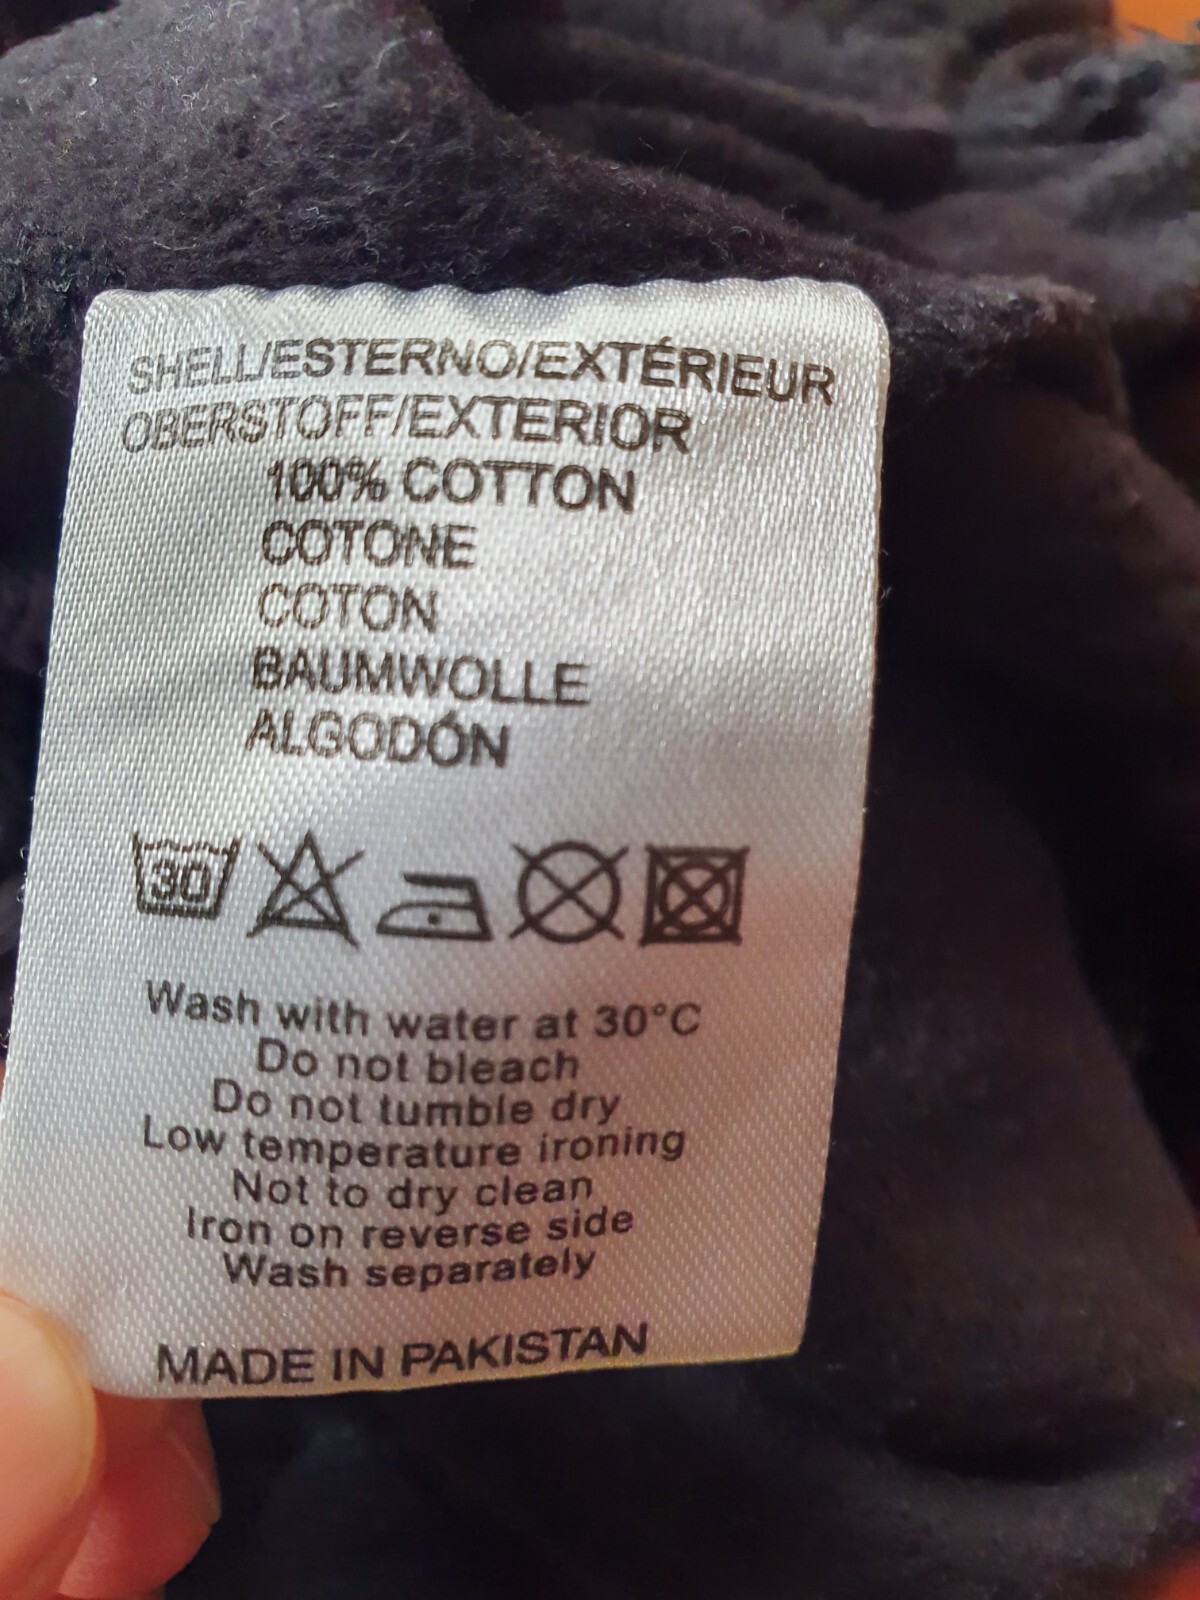 SHELL/ESTERNO/EXTÉRIEUR
OBERSTOFF/EXTERIOR
100% COTTON
COTONE
COTON
BAUMWOLLE
ALGODÓN
30
Wash with water at 30°C
Do not bleach
Do not tumble dry
Low temperature ironing
Not to dry clean
Iron on reverse side
Wash separately
MADE IN PAKISTAN